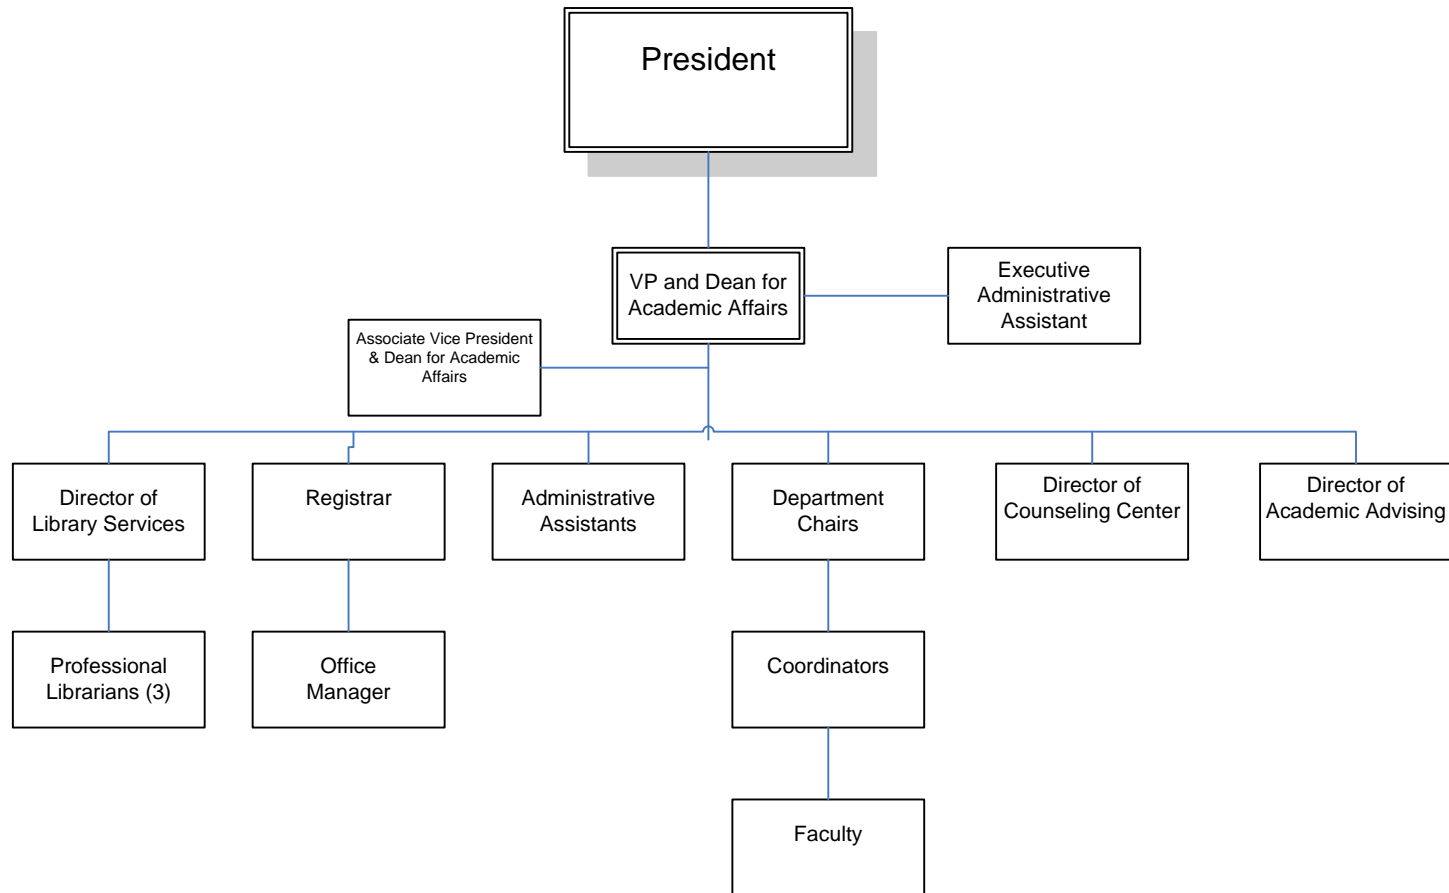 President
VP and Dean for
Academic Affairs
Executive
Administrative
Assistant
Associate Vice President
& Dean for Academic
Affairs
Director of
Library Services
Registrar
Administrative
Assistants
Department
Chairs
Director of
Counseling Center
Director of
Academic Advising
Professional
Librarians (3)
Office
Manager
Coordinators
Faculty